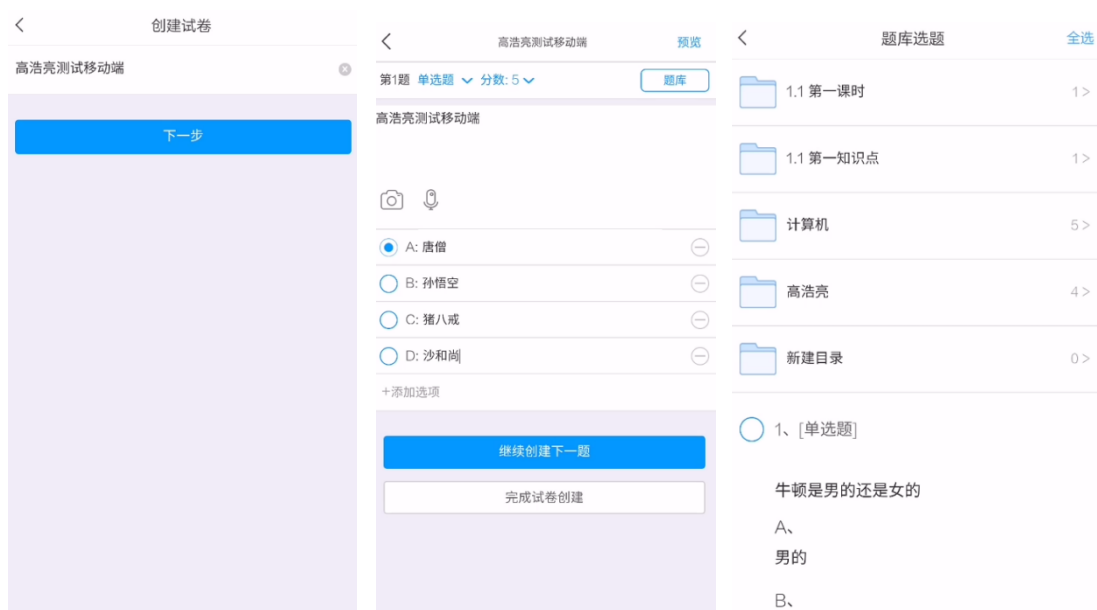 创建试卷
高浩亮测试移动端
下一步
高浩亮测试移动端
预览
第1题 单选题 分数: 5
题库
高浩亮测试移动端
A: 唐僧
B: 孙悟空
C: 猪八戒
D: 沙和尚
+添加选项
继续创建下一题
完成试卷创建
题库选题
全选
1.1 第一课时 1 >
1.1 第一知识点 1 >
计算机 5 >
高浩亮 4 >
新建目录 0 >
1、[单选题]
牛顿是男的还是女的
A、
男的
B、